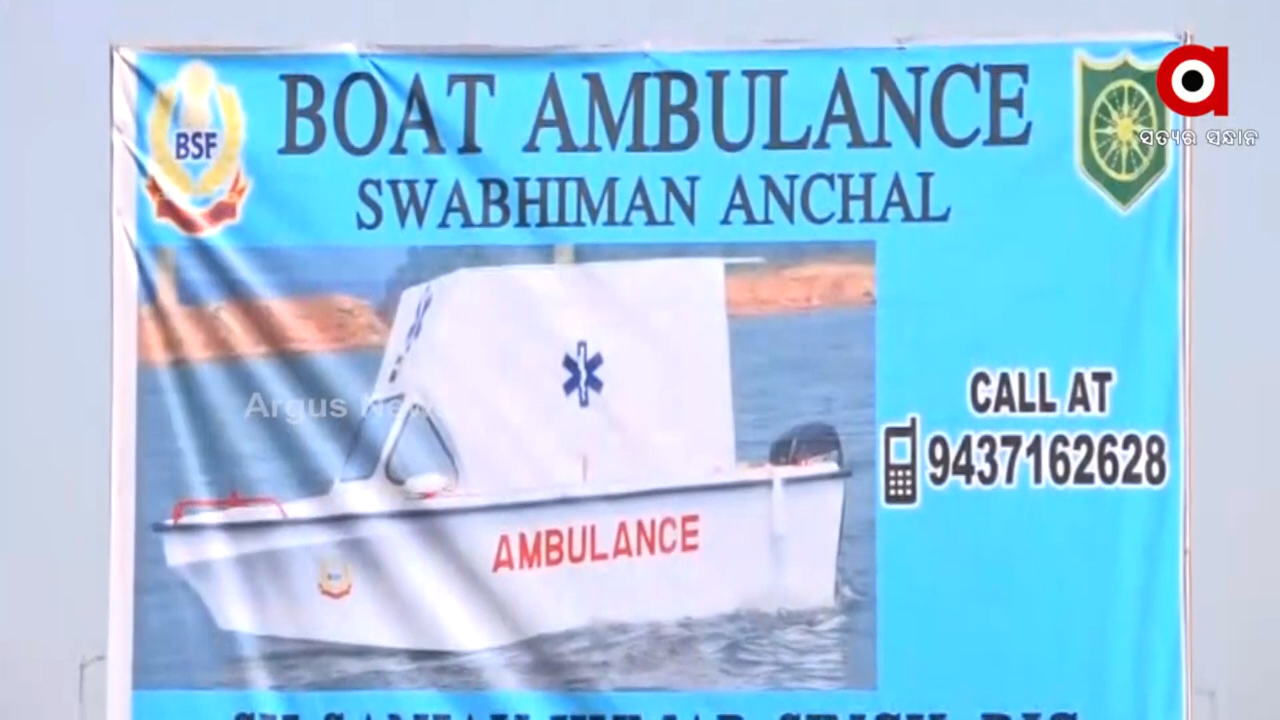 BSF
BOAT AMBULANCE
SWABHIMAN ANCHAL
ସତ୍ୟର ସନ୍ଧାନ
Argus News
CALL AT
9437162628
AMBULANCE